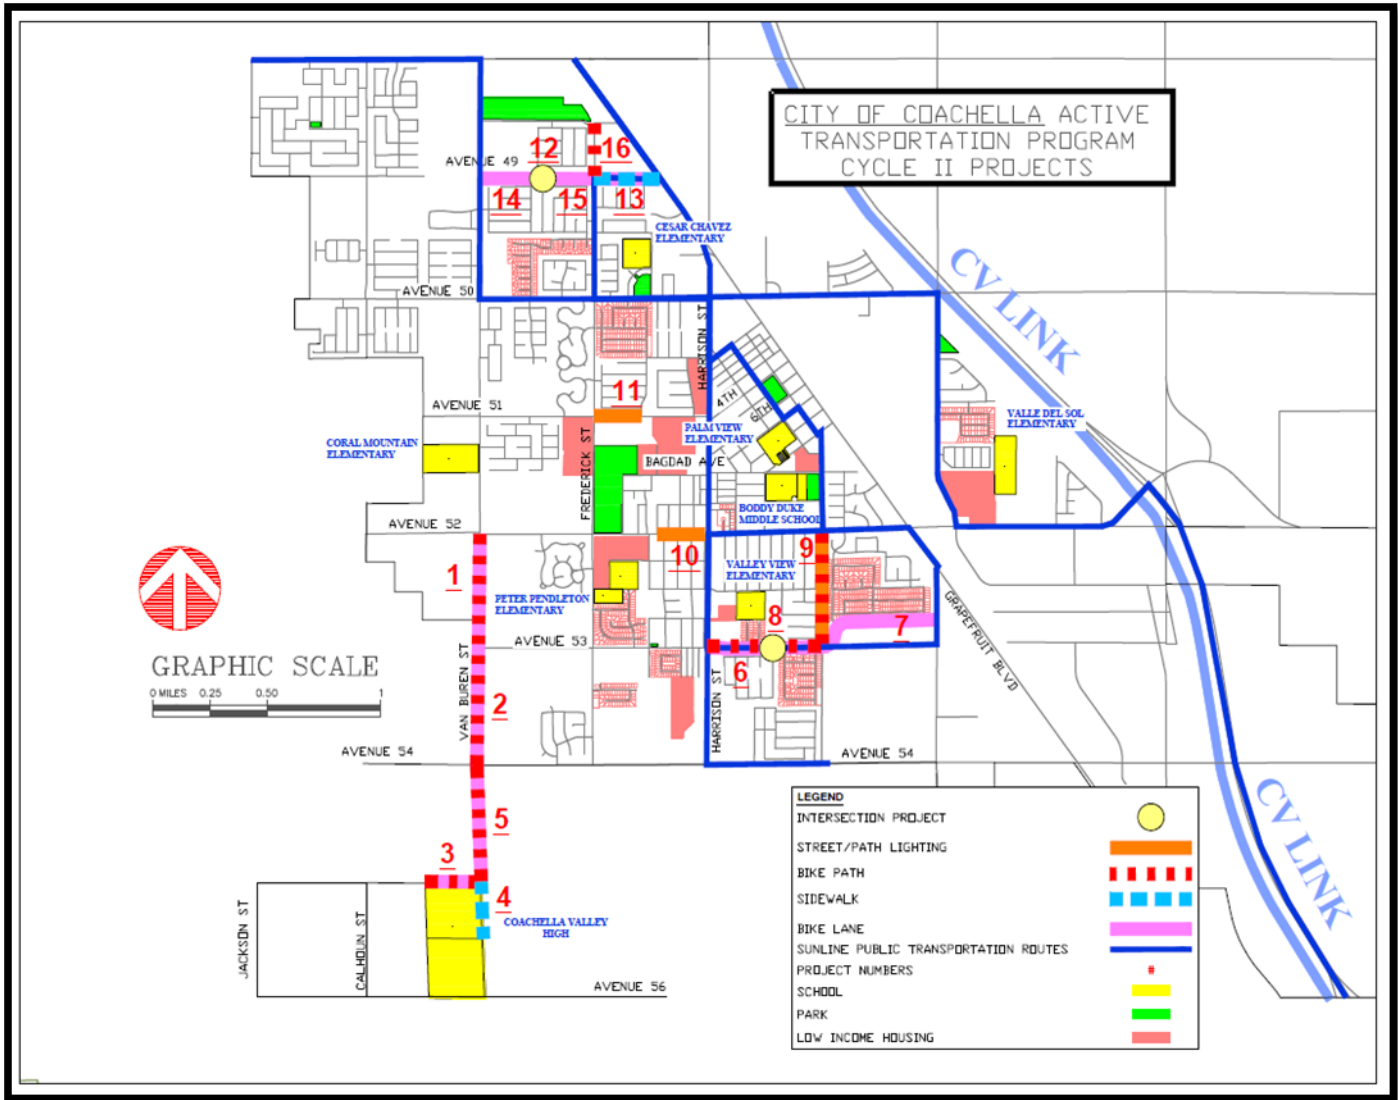 CITY OF COACHELLA ACTIVE
TRANSPORTATION PROGRAM
CYCLE II PROJECTS
12
16
AVENUE 49
14
15
13
CESAR CHAVEZ
ELEMENTARY
CV LINK
AVENUE 50
HARRISON ST
11
4TH
6TH
AVENUE 51
VALLE DEL SOL
ELEMENTARY
PALM VIEW
ELEMENTARY
CORAL MOUNTAIN
ELEMENTARY
FREDERICK ST
BAGDAD AVE
BODDY DUKE
MIDDLE SCHOOL
AVENUE 52
10
9
1
VALLEY VIEW
ELEMENTARY
PETER PENDLETON
ELEMENTARY
GRAPEFRUIT BLVD
8
7
AVENUE 53
6
GRAPHIC SCALE
0 MILES 0.25 0.50 1
VAN BUREN ST
2
HARRISON ST
AVENUE 54
AVENUE 54
CV LINK
5
3
4
COACHELLA VALLEY
HIGH
JACKSON ST
CALHOUN ST
AVENUE 56
LEGEND
INTERSECTION PROJECT
STREET/PATH LIGHTING
BIKE PATH
SIDEWALK
BIKE LANE
SUNLINE PUBLIC TRANSPORTATION ROUTES
PROJECT NUMBERS #
SCHOOL
PARK
LOW INCOME HOUSING